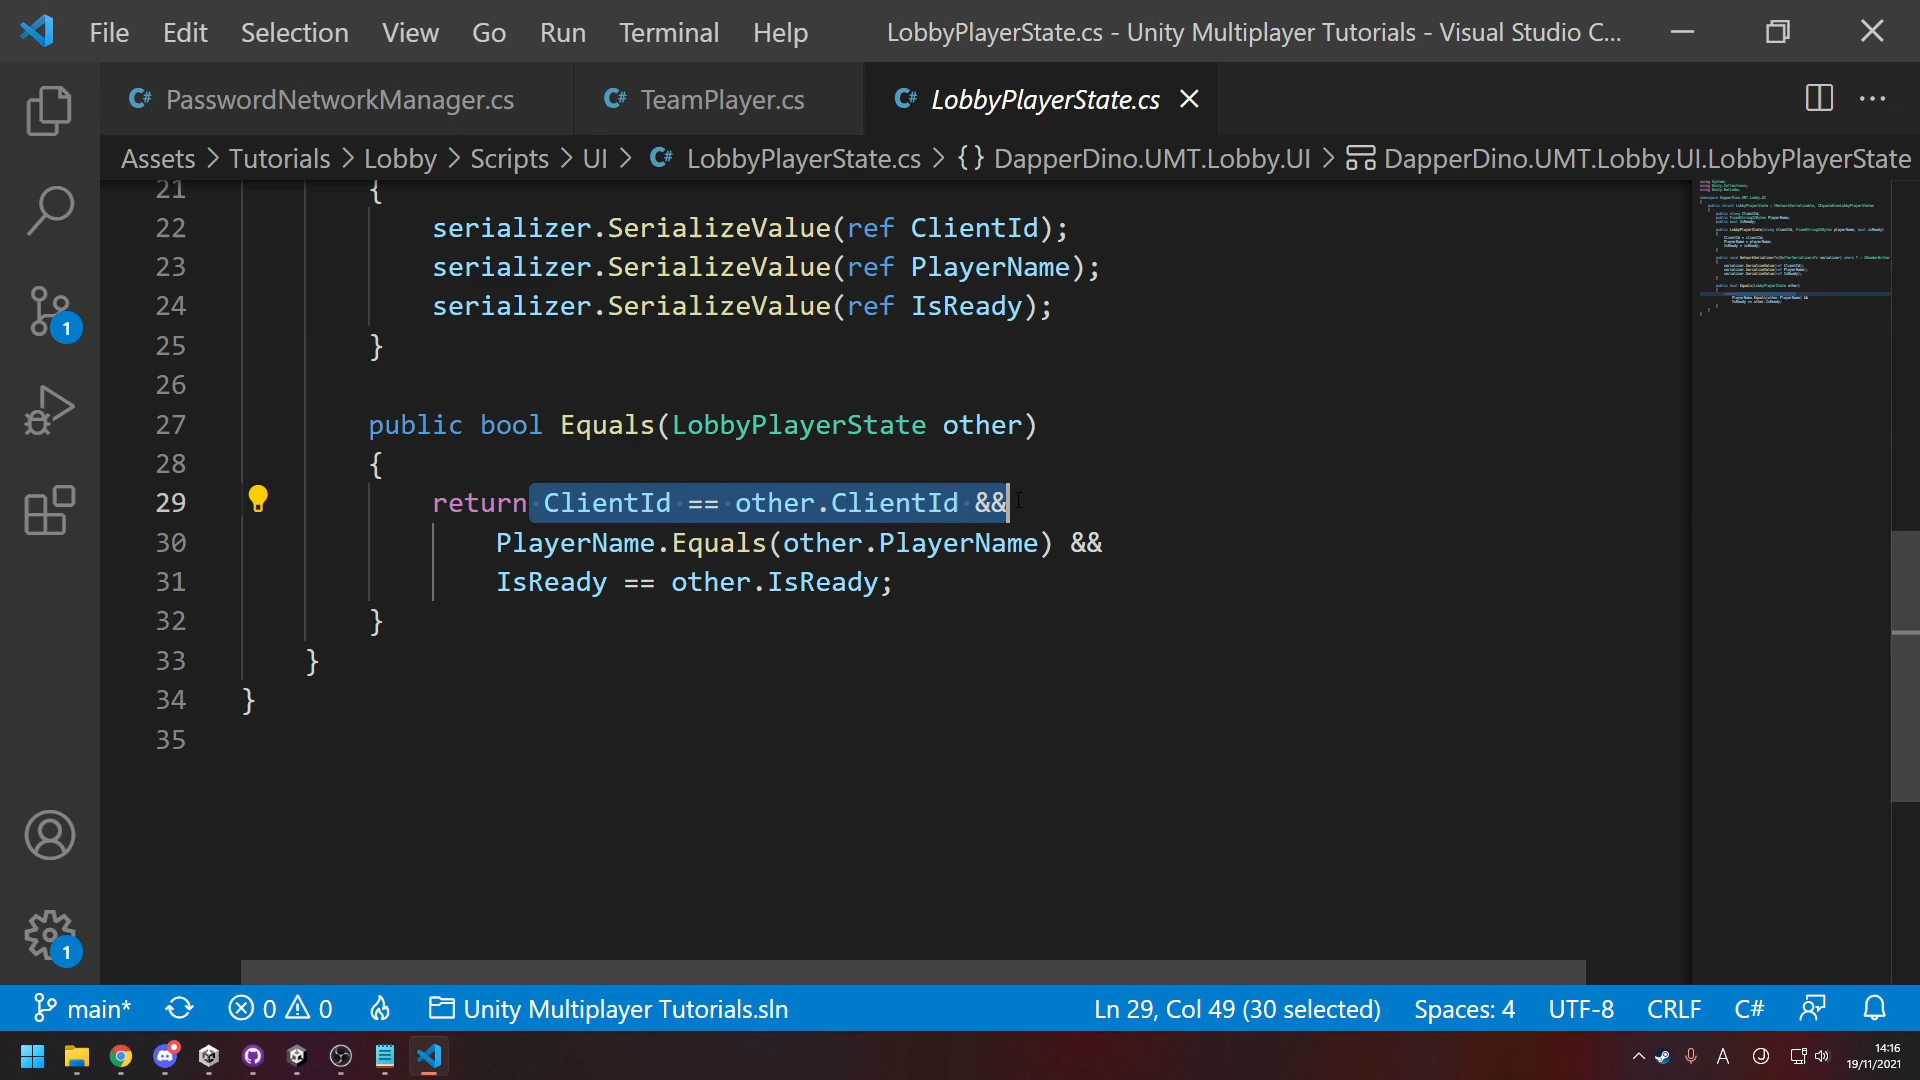 File Edit Selection View Go Run Terminal Help LobbyPlayerState.cs - Unity Multiplayer Tutorials - Visual Studio C...
PasswordNetworkManager.cs TeamPlayer.cs LobbyPlayerState.cs
Assets > Tutorials > Lobby > Scripts > UI > LobbyPlayerState.cs > {} DapperDino.UMT.Lobby.UI > DapperDino.UMT.Lobby.UI.LobbyPlayerState
21 {
22 serializer.SerializeValue(ref ClientId);
23 serializer.SerializeValue(ref PlayerName);
24 serializer.SerializeValue(ref IsReady);
25 }
26
27 public bool Equals(LobbyPlayerState other)
28 {
29 return ClientId == other.ClientId &&
30 PlayerName.Equals(other.PlayerName) &&
31 IsReady == other.IsReady;
32 }
33 }
34 }
35
1
1
main* 0 0 Unity Multiplayer Tutorials.sln Ln 29, Col 49 (30 selected) Spaces: 4 UTF-8 CRLF C#
A 14:16
19/11/2021